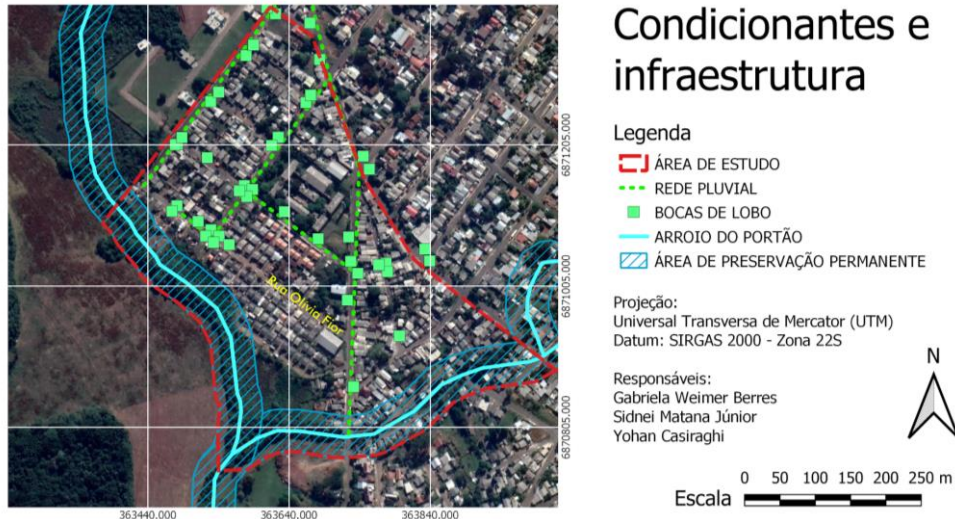 Condicionantes e
infraestrutura
Legenda
ÁREA DE ESTUDO
REDE PLUVIAL
BOCAS DE LOBO
ARROIO DO PORTÃO
ÁREA DE PRESERVAÇÃO PERMANENTE
Projeção:
Universal Transversa de Mercator (UTM)
Datum: SIRGAS 2000 - Zona 22S
Responsáveis:
Gabriela Weimer Berres
Sidnei Matana Júnior
Yohan Casiraghi
N
Escala
0 50 100 150 200 250 m
Rua Olivia Fior
6871205.000
6871005.000
6870805.000
363440.000 363640.000 363840.000